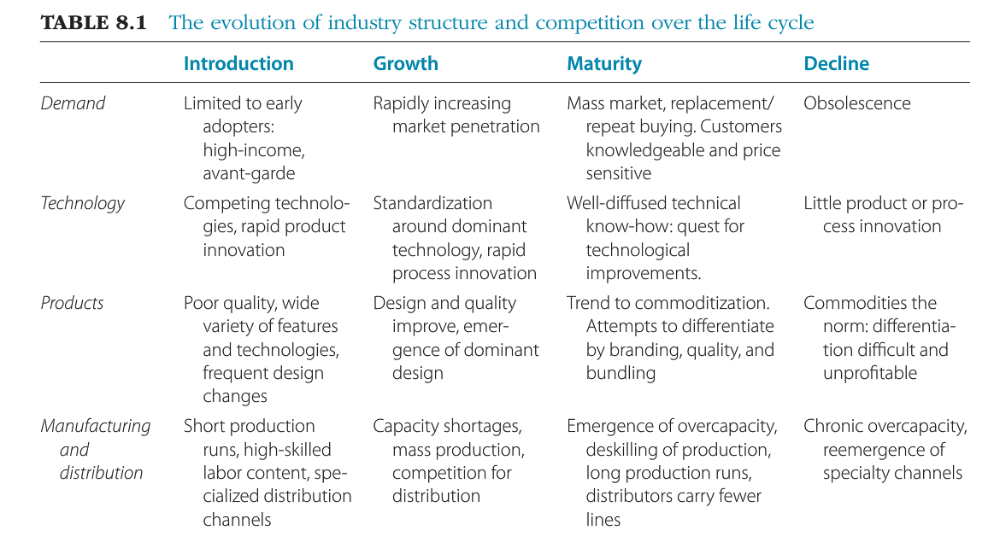 TABLE 8.1 The evolution of industry structure and competition over the life cycle
Introduction Growth Maturity Decline
Demand
Limited to early
adopters:
high-income,
avant-garde
Rapidly increasing
market penetration
Mass market, replacement/
repeat buying. Customers
knowledgeable and price
sensitive
Obsolescence
Technology
Competing technolo-
gies, rapid product
innovation
Standardization
around dominant
technology, rapid
process innovation
Well-diffused technical
know-how: quest for
technological
improvements.
Little product or pro-
cess innovation
Products
Poor quality, wide
variety of features
and technologies,
frequent design
changes
Design and quality
improve, emer-
gence of dominant
design
Trend to commoditization.
Attempts to differentiate
by branding, quality, and
bundling
Commodities the
norm: differentia-
tion difficult and
unprofitable
Manufacturing
and
distribution
Short production
runs, high-skilled
labor content, spe-
cialized distribution
channels
Capacity shortages,
mass production,
competition for
distribution
Emergence of overcapacity,
deskilling of production,
long production runs,
distributors carry fewer
lines
Chronic overcapacity,
reemergence of
specialty channels